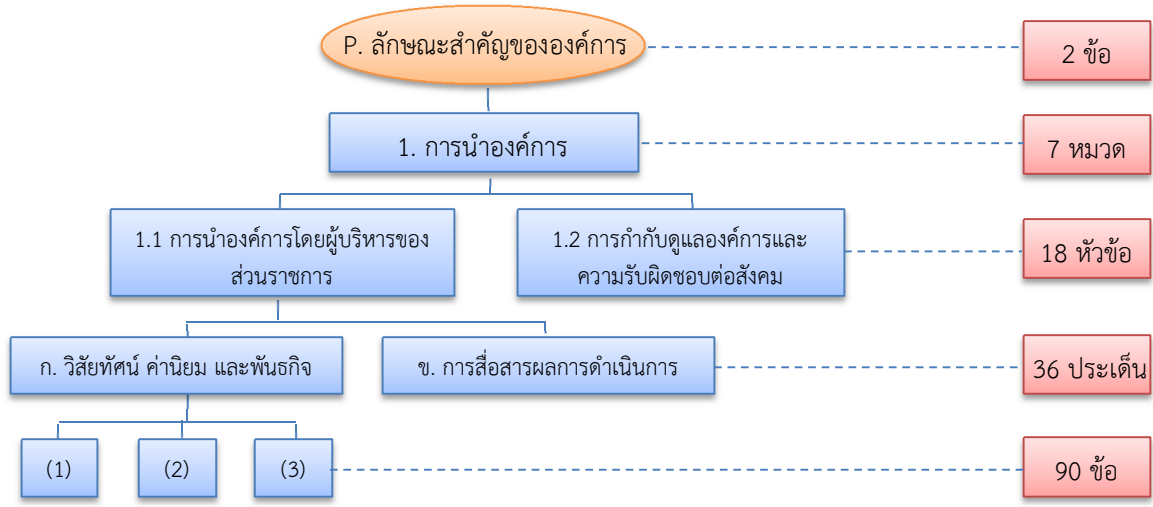 P. ลักษณะสำคัญขององค์การ
2 ข้อ
1. การนำองค์การ
7 หมวด
1.1 การนำองค์การโดยผู้บริหารของ
ส่วนราชการ
1.2 การกำกับดูแลองค์การและ
ความรับผิดชอบต่อสังคม
18 หัวข้อ
ก. วิสัยทัศน์ ค่านิยม และพันธกิจ
ข. การสื่อสารผลการดำเนินการ
36 ประเด็น
(1)
(2)
(3)
90 ข้อ